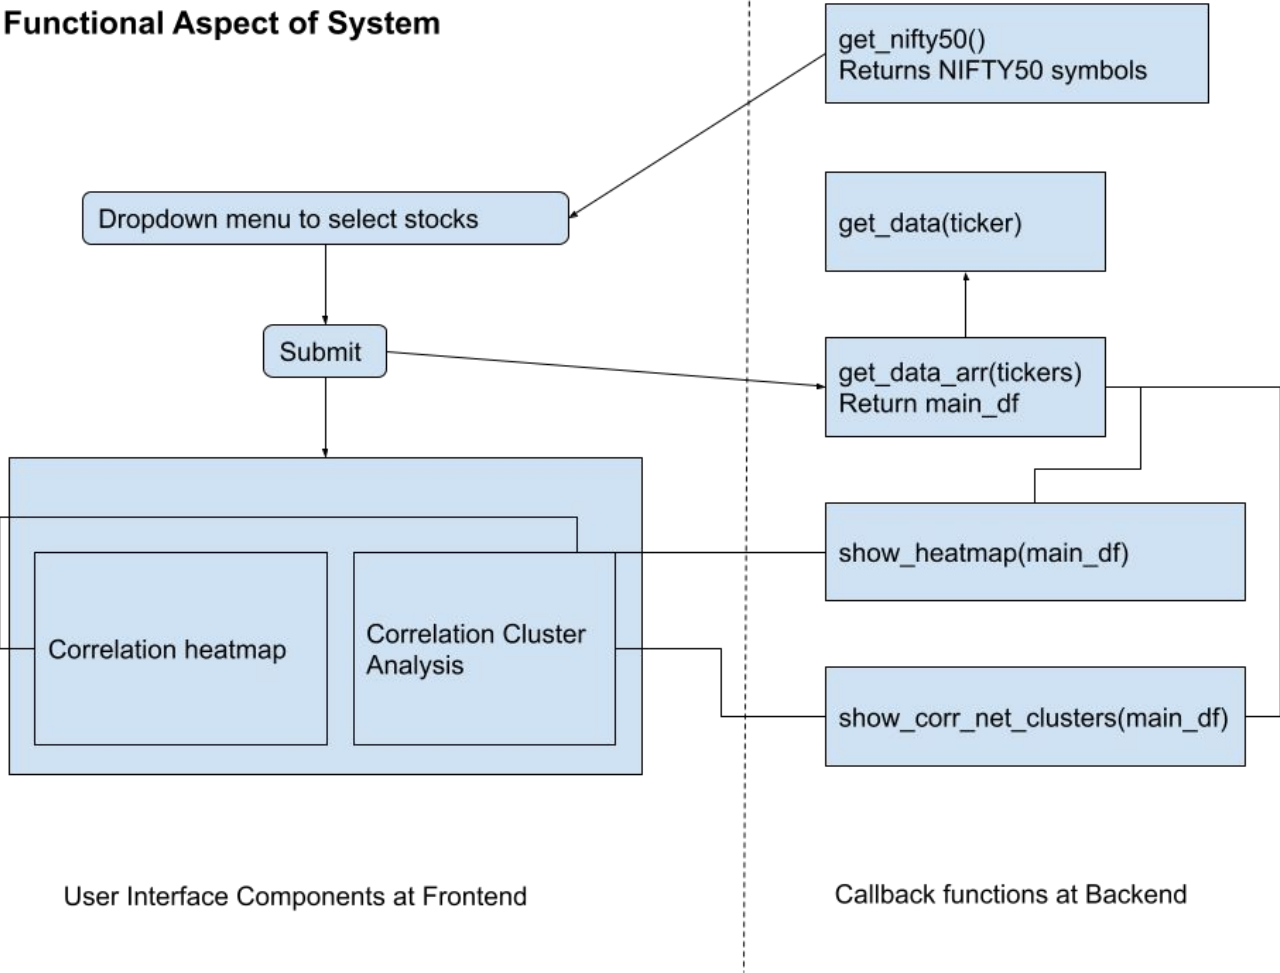 Functional Aspect of System
get_nifty50()
Returns NIFTY50 symbols
Dropdown menu to select stocks
get_data(ticker)
Submit
get_data_arr(tickers)
Return main_df
show_heatmap(main_df)
Correlation heatmap
Correlation Cluster
Analysis
show_corr_net_clusters(main_df)
User Interface Components at Frontend
Callback functions at Backend